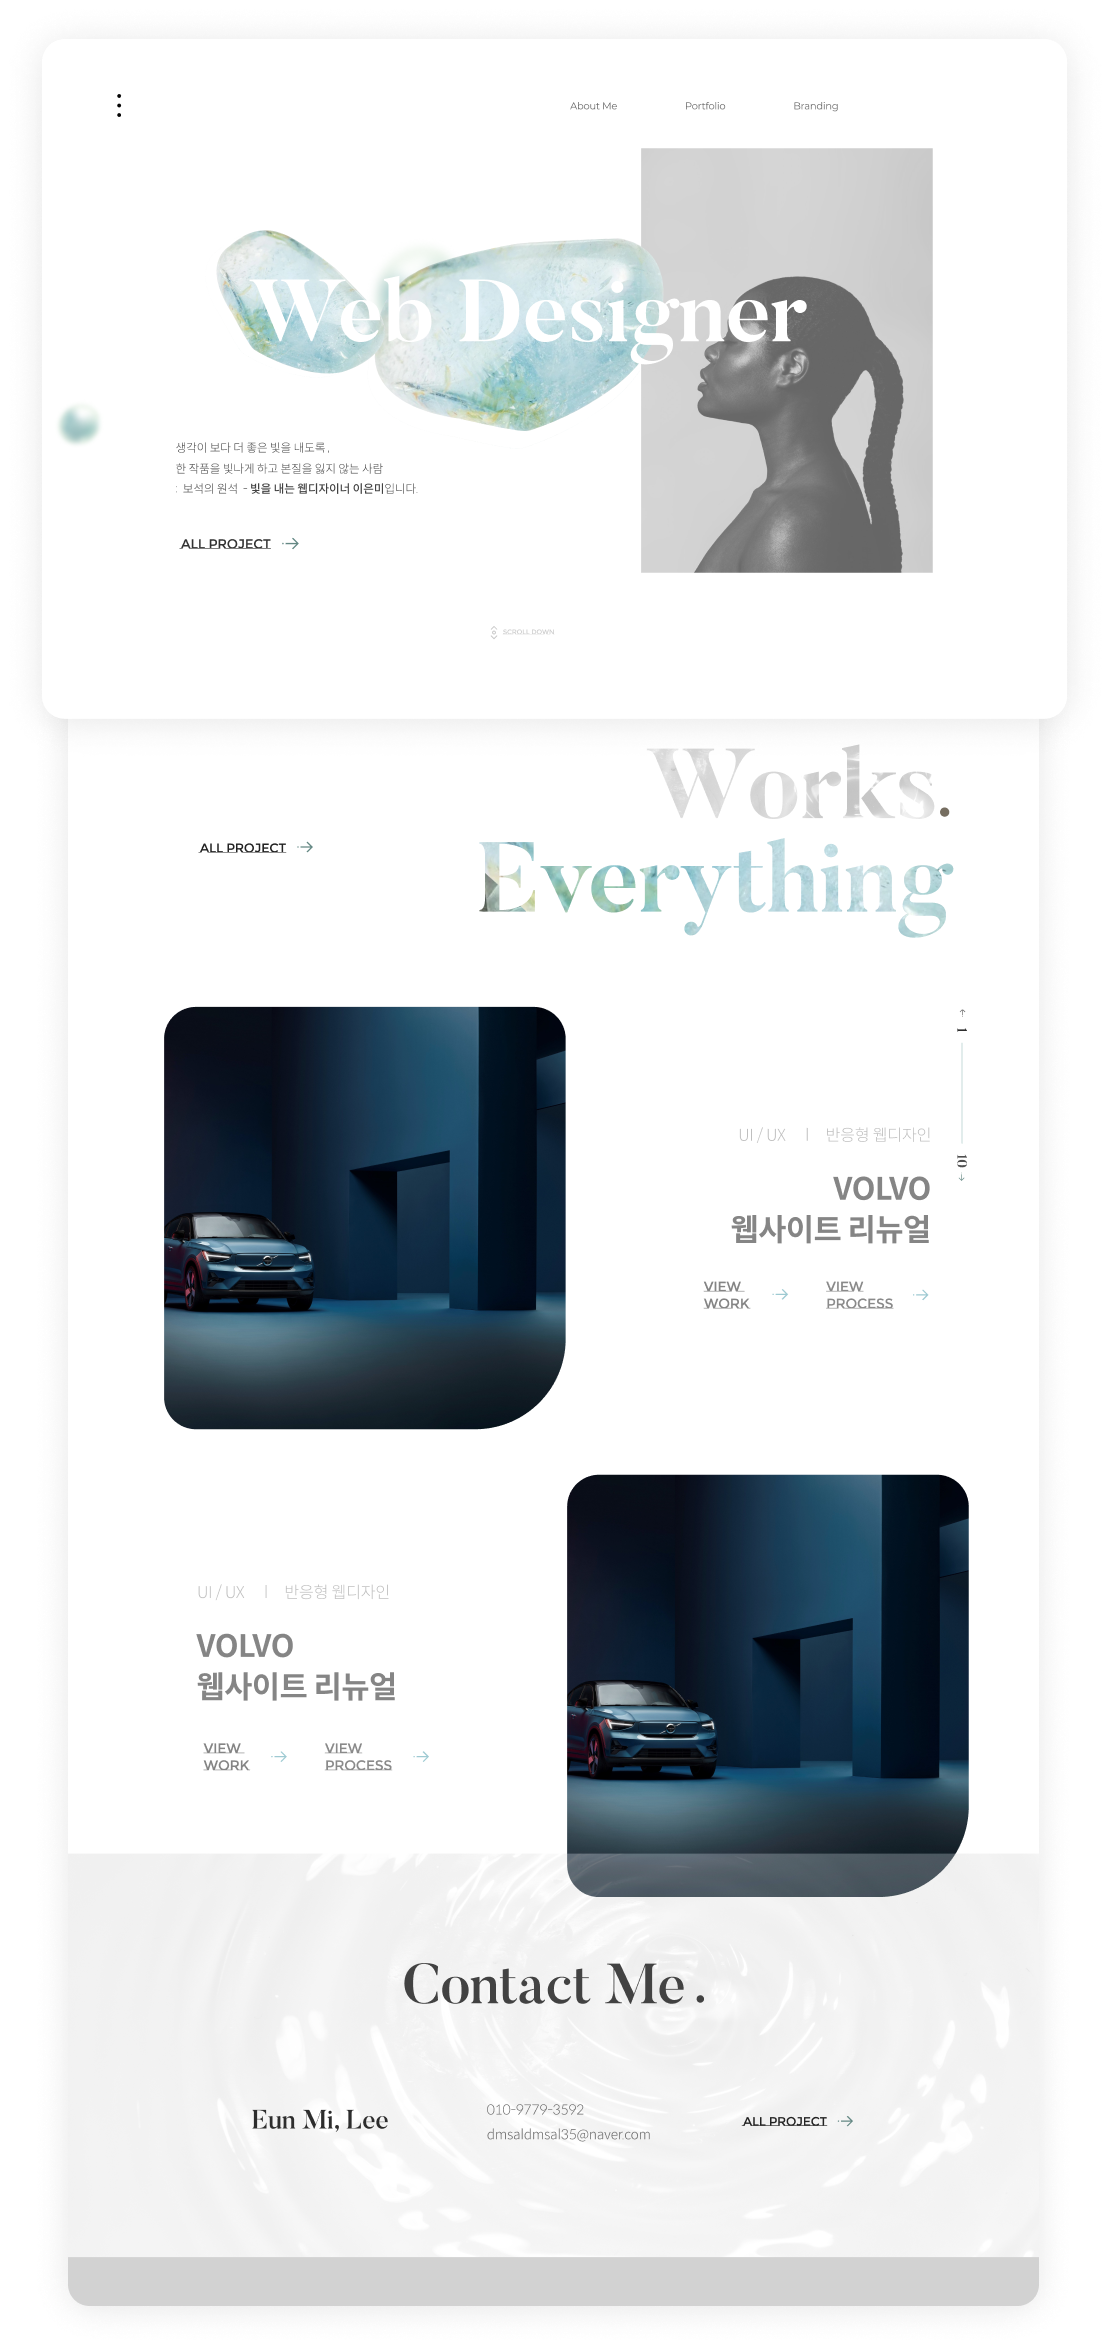 About Me
Portfolio
Branding
Web Designer
생각이 보다 더 좋은 빛을 내도록,
한 작품을 빛나게 하고 본질을 잃지 않는 사람
: 보석의 원석 - 빛을 내는 웹디자이너 이은미입니다.
ALL PROJECT
SCROLL DOWN
Works.
ALL PROJECT
Everything
1
10
UI / UX | 반응형 웹디자인
VOLVO
웹사이트 리뉴얼
VIEW
WORK
VIEW
PROCESS
UI / UX | 반응형 웹디자인
VOLVO
웹사이트 리뉴얼
VIEW
WORK
VIEW
PROCESS
Contact Me .
Eun Mi, Lee
010-9779-3592
dmsaldmsal35@naver.com
ALL PROJECT